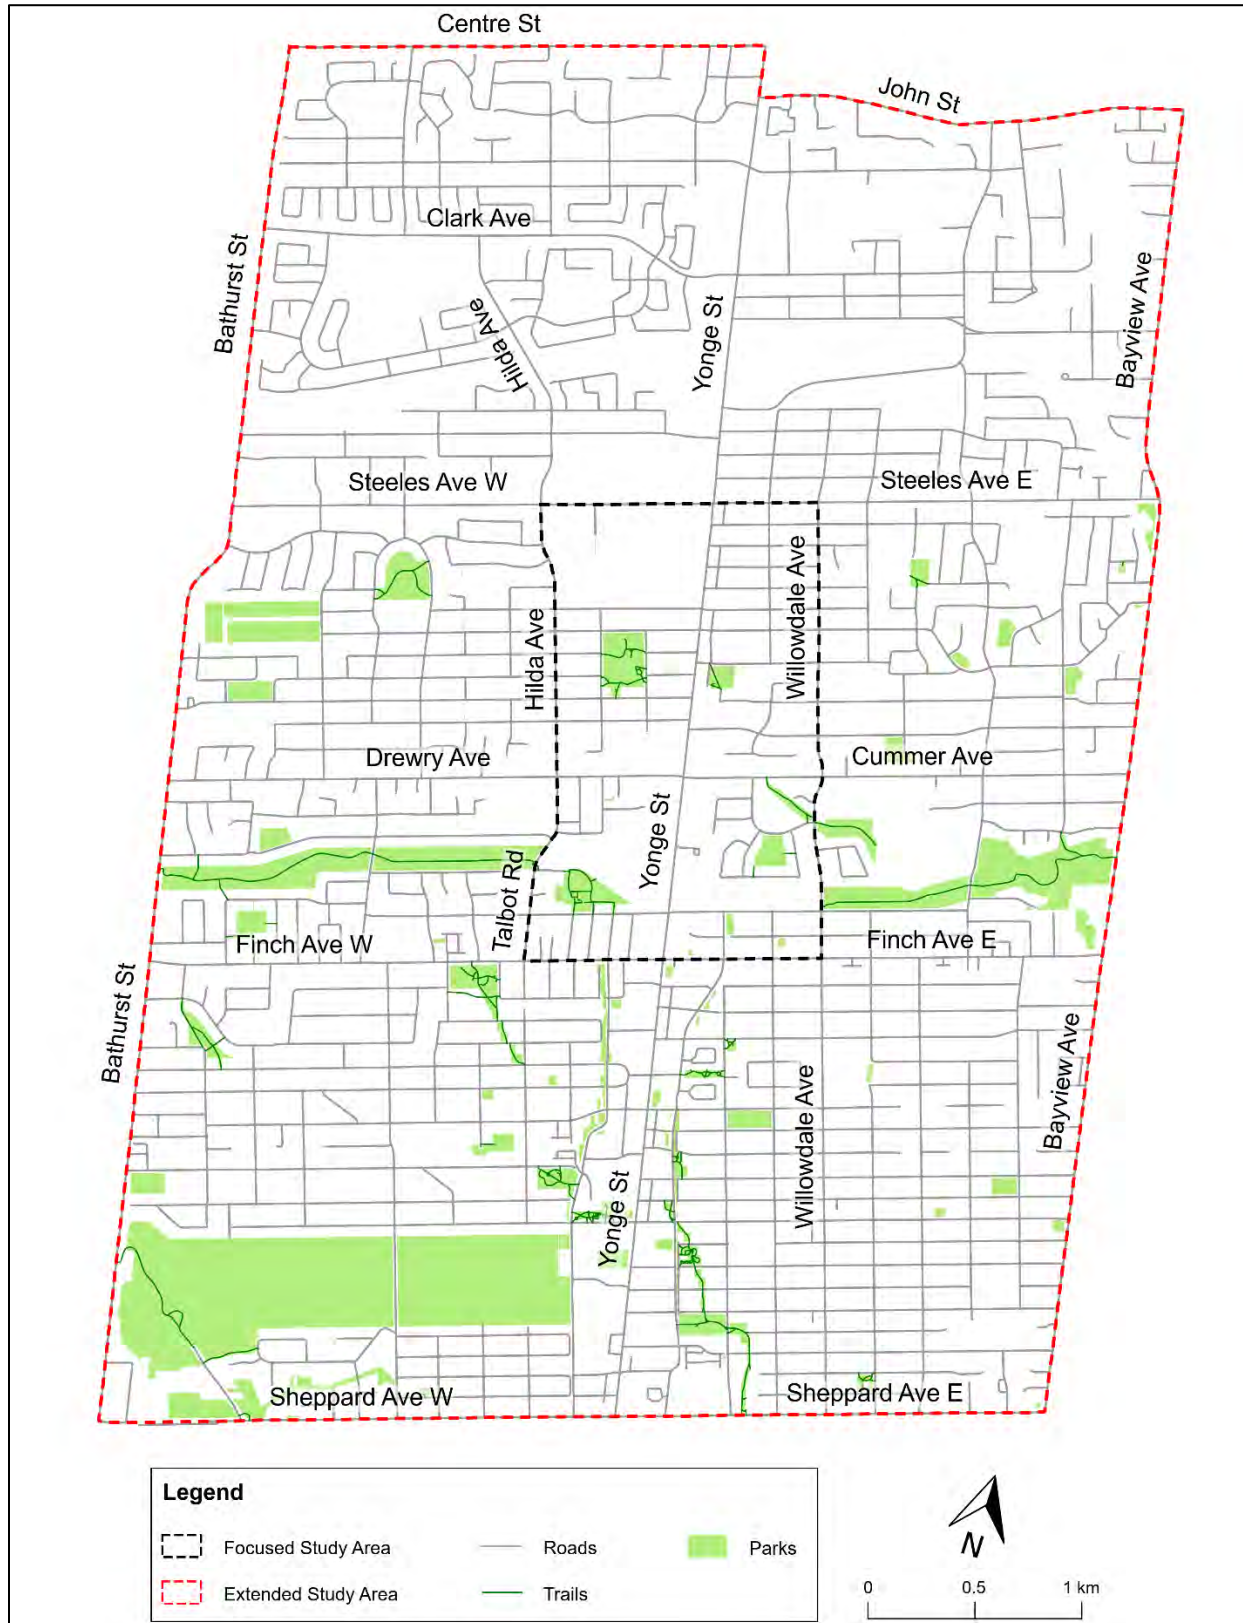 Centre St
John St
Clark Ave
Bathurst St
Hilda Ave
Yonge St
Bayview Ave
Steeles Ave W
Steeles Ave E
Hilda Ave
Willowdale Ave
Drewry Ave
Cummer Ave
Yonge St
Talbot Rd
Finch Ave W
Finch Ave E
Bathurst St
Bayview Ave
Willowdale Ave
Yonge St
Sheppard Ave W
Sheppard Ave E
Legend
Focused Study Area
Roads
Parks
Extended Study Area
Trails
N
0 0.5 1 km